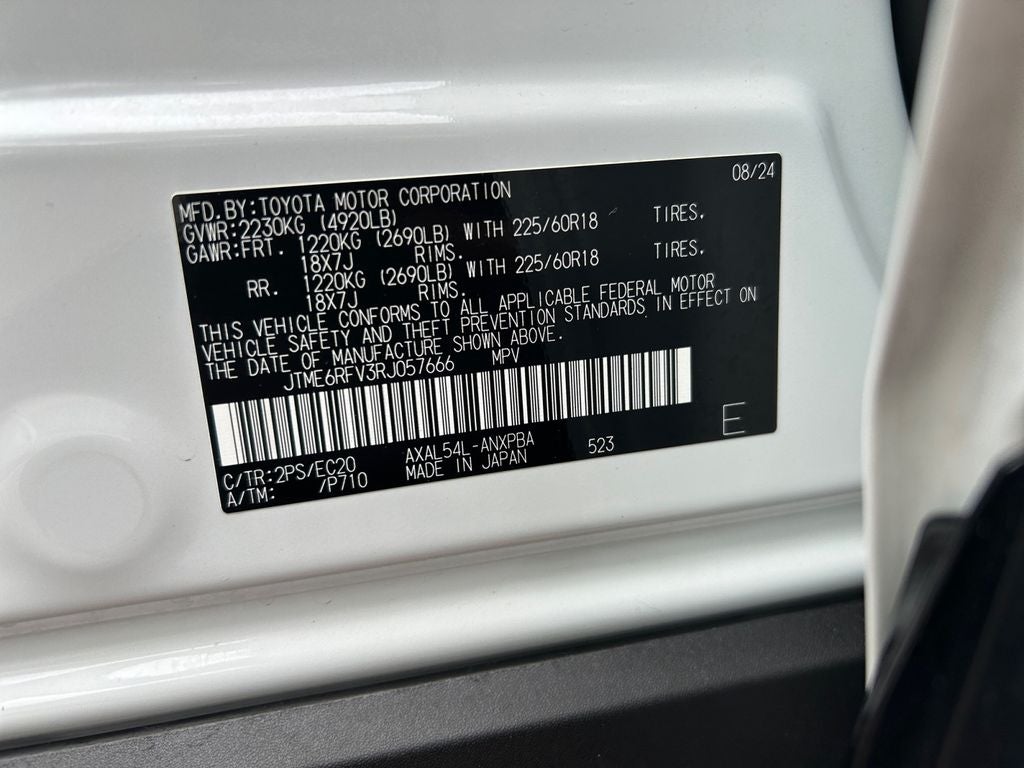 08/24
MFD.BY:TOYOTA MOTOR CORPORATION
GVWR:2230KG (4920LB)
GAWR:FRT. 1220KG (2690LB) WITH 225/60R18 TIRES,
18X7J RIMS.
RR. 1220KG (2690LB) WITH 225/60R18 TIRES,
18X7J RIMS.
THIS VEHICLE CONFORMS TO ALL APPLICABLE FEDERAL MOTOR
VEHICLE SAFETY AND THEFT PREVENTION STANDARDS IN EFFECT ON
THE DATE OF MANUFACTURE SHOWN ABOVE.
JTME6RFV3RJ057666 MPV
C/TR:2PS/EC20 AXAL54L-ANXPBA 523 E
A/TM: /P710 MADE IN JAPAN